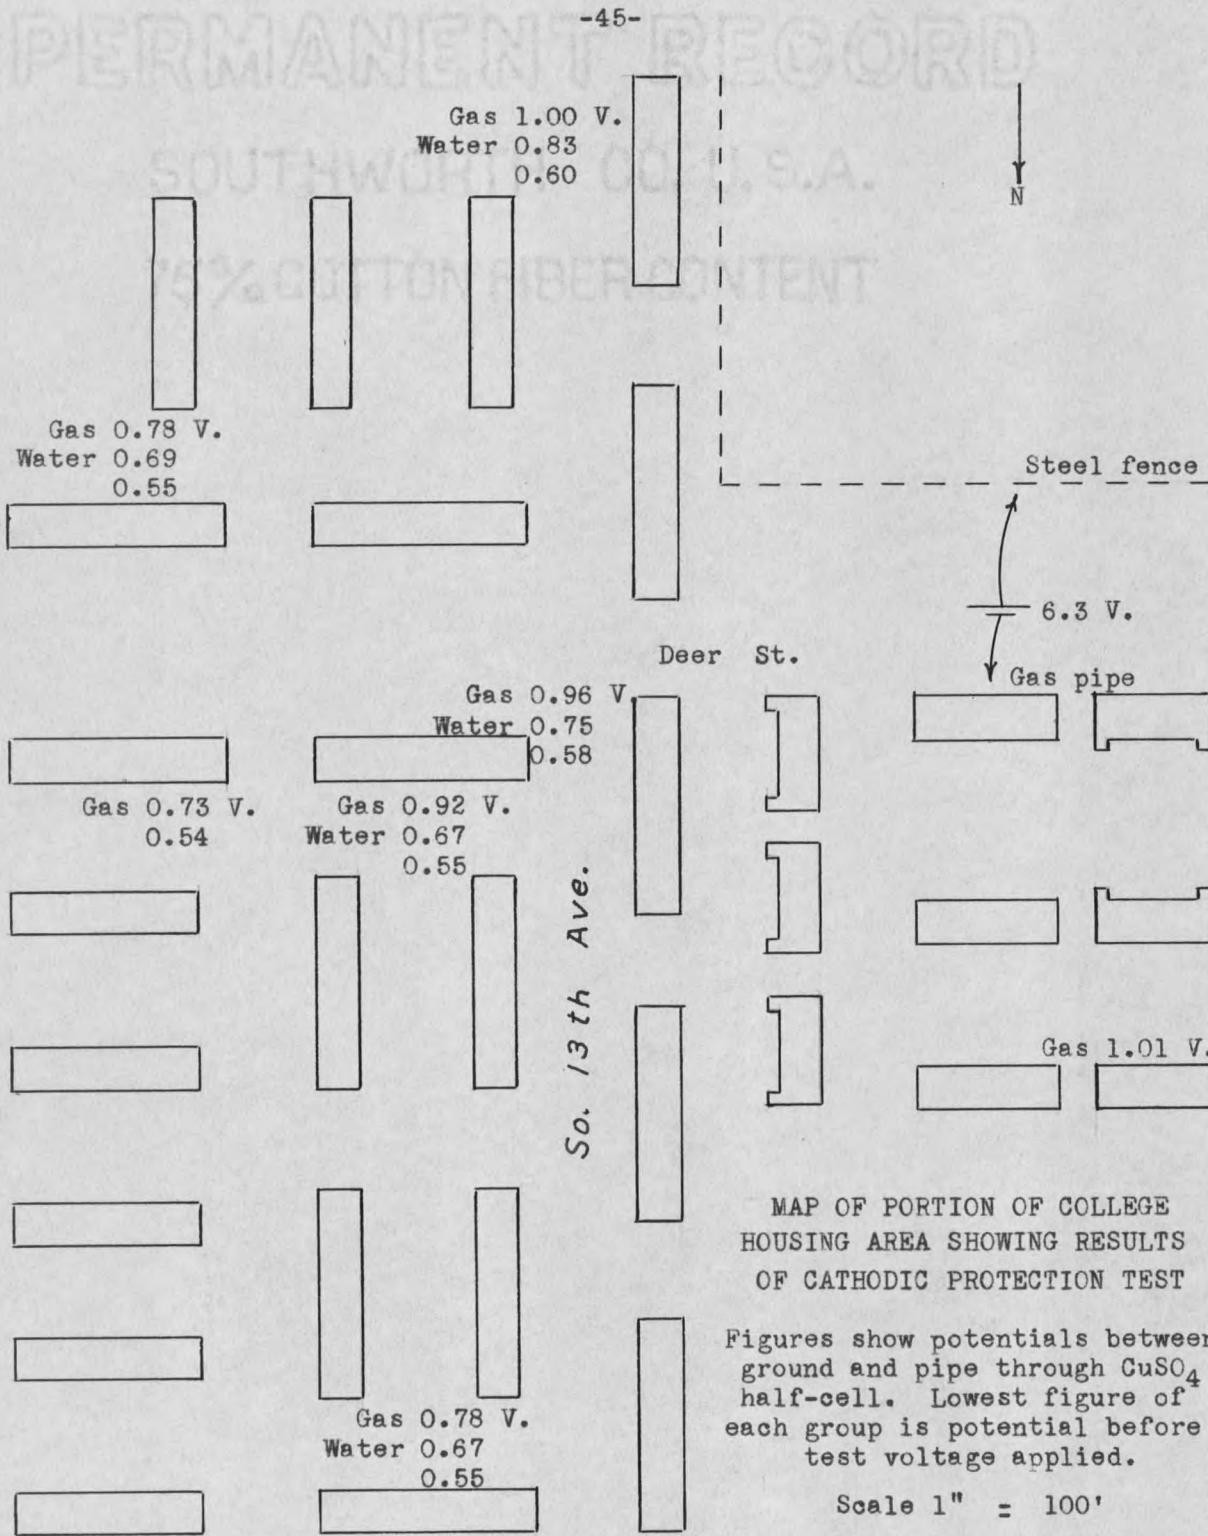 -45-
PERMANENT RECORD
SOUTHWORTH CO. U.S.A.
75% COTTON FIBER CONTENT
Gas 1.00 V.
Water 0.83
0.60
N
Gas 0.78 V.
Water 0.69
0.55
Steel fence
6.3 V.
Deer St.
Gas pipe
Gas 0.96 V.
Water 0.75
0.58
Gas 0.73 V.
0.54
Gas 0.92 V.
Water 0.67
0.55
So. 13th Ave.
Gas 1.01 V.
MAP OF PORTION OF COLLEGE
HOUSING AREA SHOWING RESULTS
OF CATHODIC PROTECTION TEST
Figures show potentials between
ground and pipe through CuSO4
half-cell. Lowest figure of
each group is potential before
test voltage applied.
Gas 0.78 V.
Water 0.67
0.55
Scale 1" = 100'